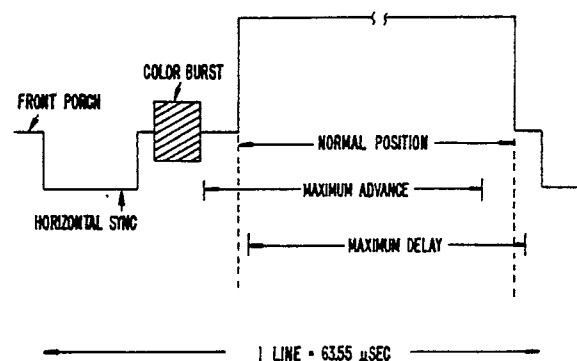 COLOR BURST
FRONT PORCH
NORMAL POSITION
MAXIMUM ADVANCE
HORIZONTAL SYNC
MAXIMUM DELAY
1 LINE = 63.55 µSEC